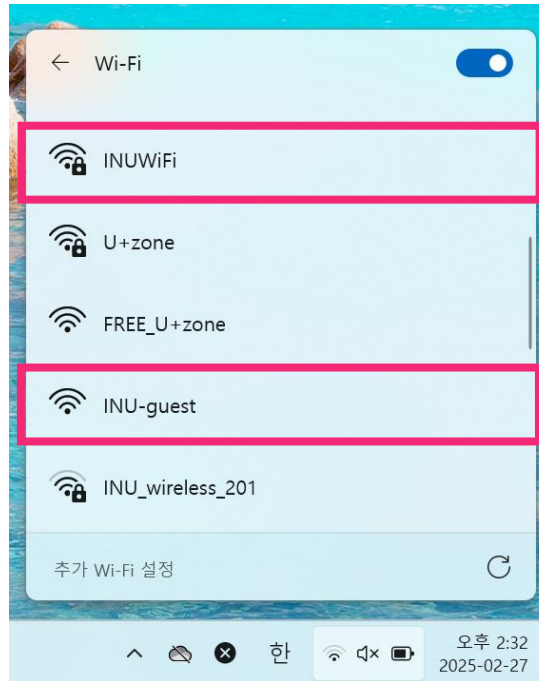 Wi-Fi
INUWiFi
U+zone
FREE_U+zone
INU-guest
INU_wireless_201
추가 Wi-Fi 설정
한
오후 2:32
2025-02-27